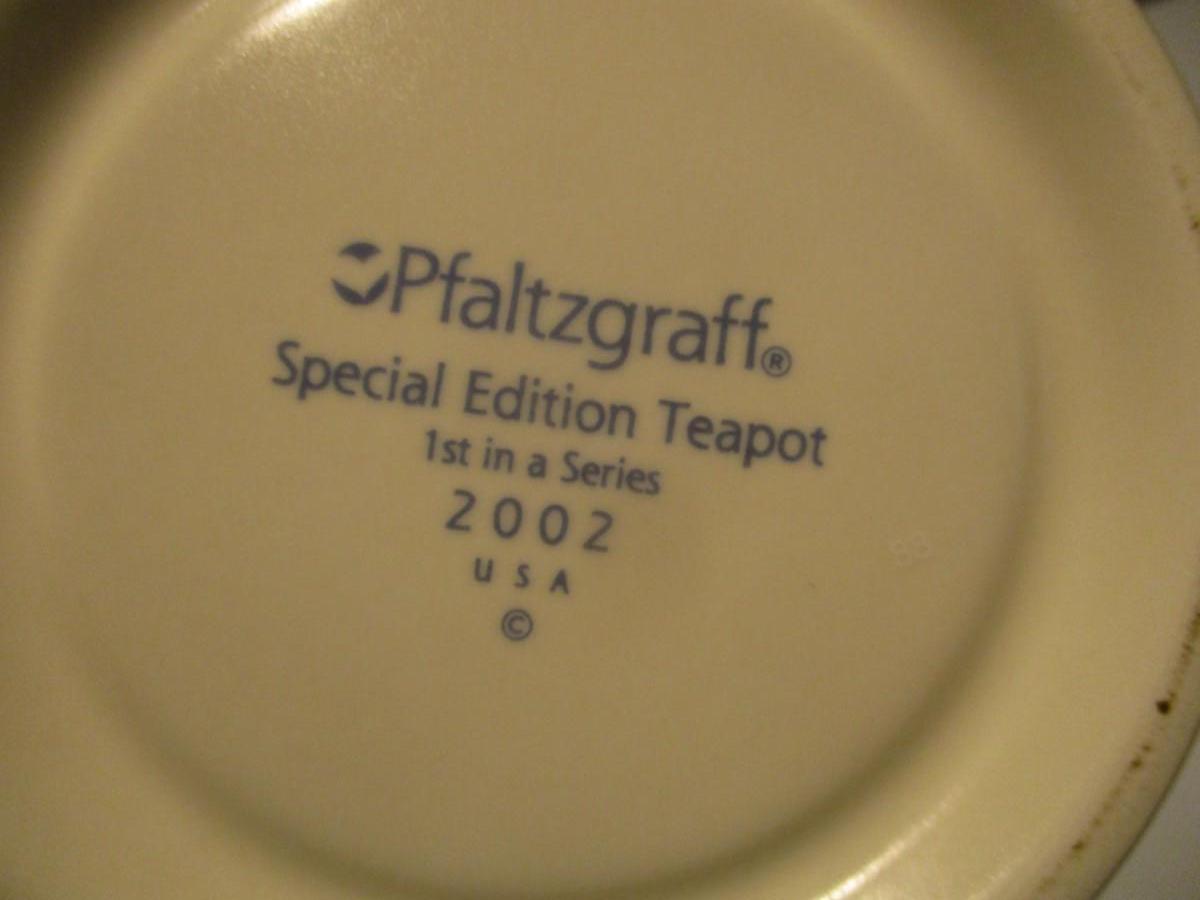 Pfaltzgraff®
Special Edition Teapot
1st in a Series
2002
USA
©